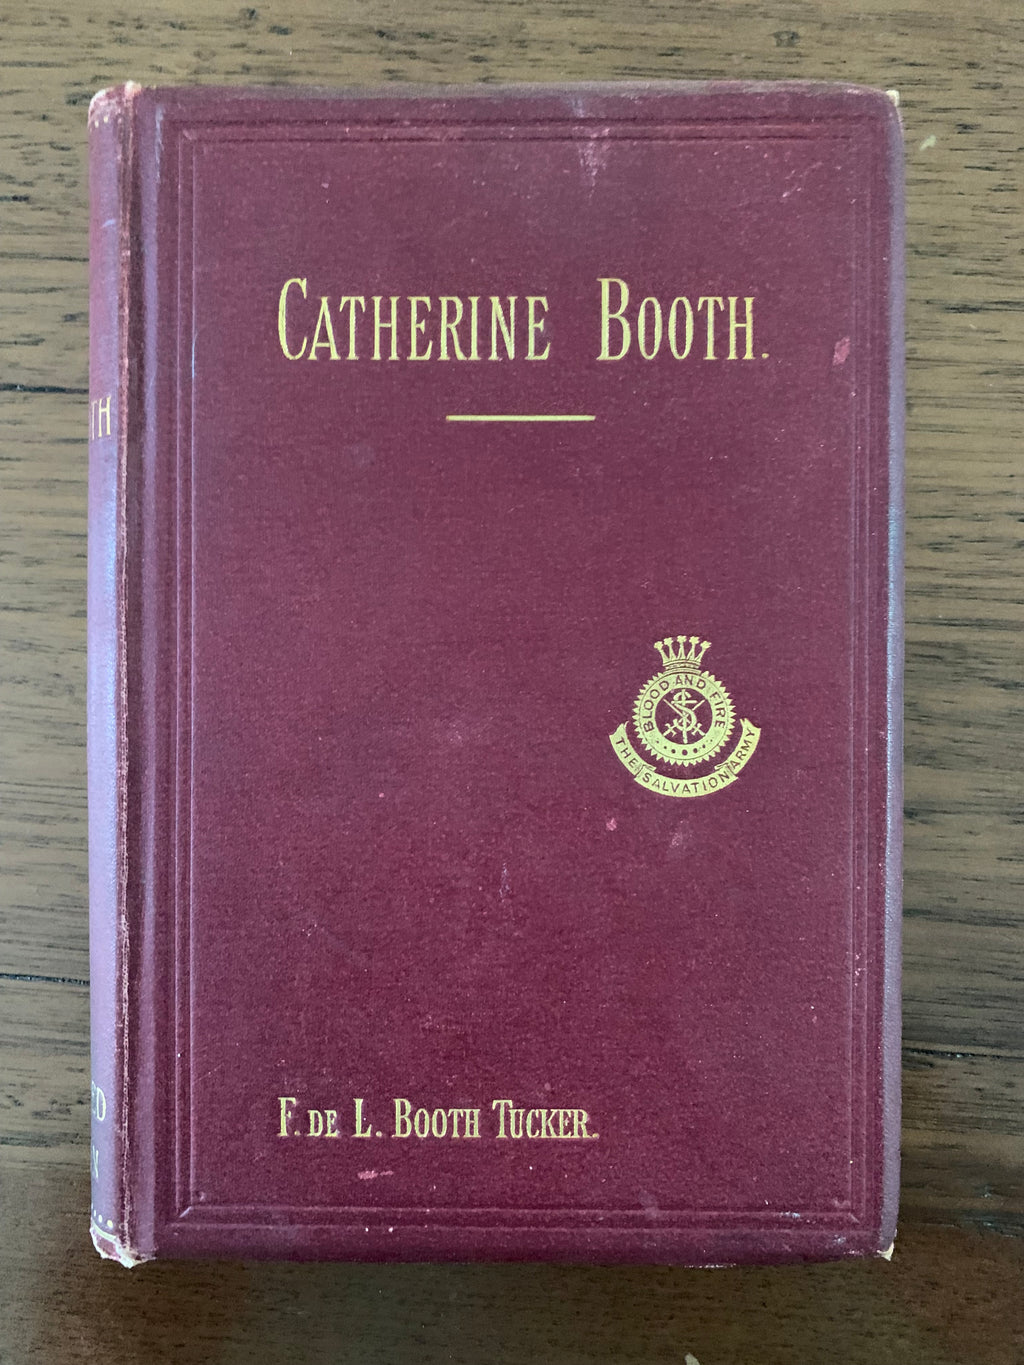 CATHERINE BOOTH.
BLOOD AND FIRE
S
THE SALVATION ARMY
F. DE L. BOOTH TUCKER.